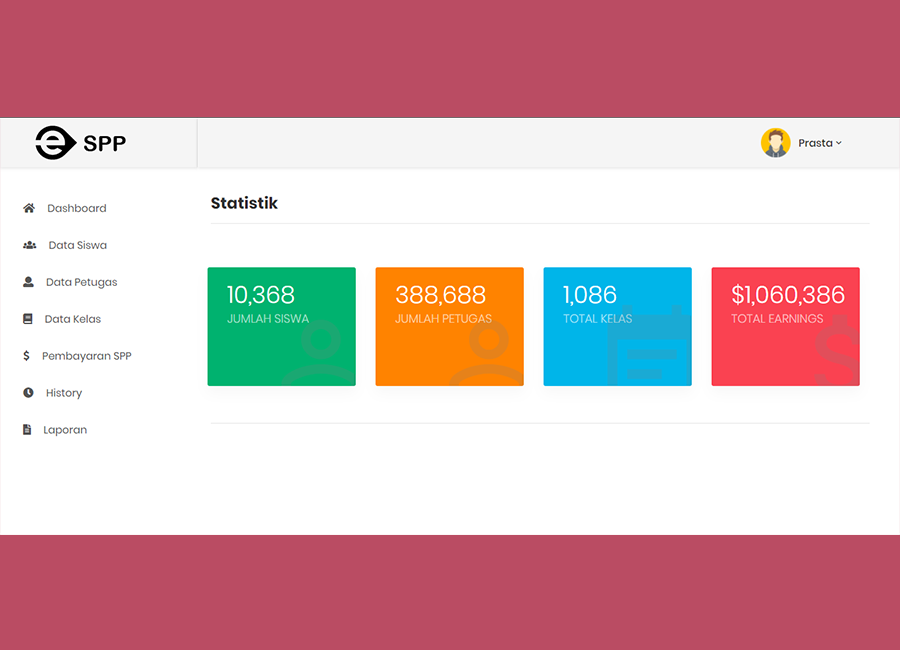 SPP
Prasta
Dashboard
Data Siswa
Data Petugas
Data Kelas
Pembayaran SPP
History
Laporan
Statistik
10,368
JUMLAH SISWA
388,688
JUMLAH PETUGAS
1,086
TOTAL KELAS
$1,060,386
TOTAL EARNINGS